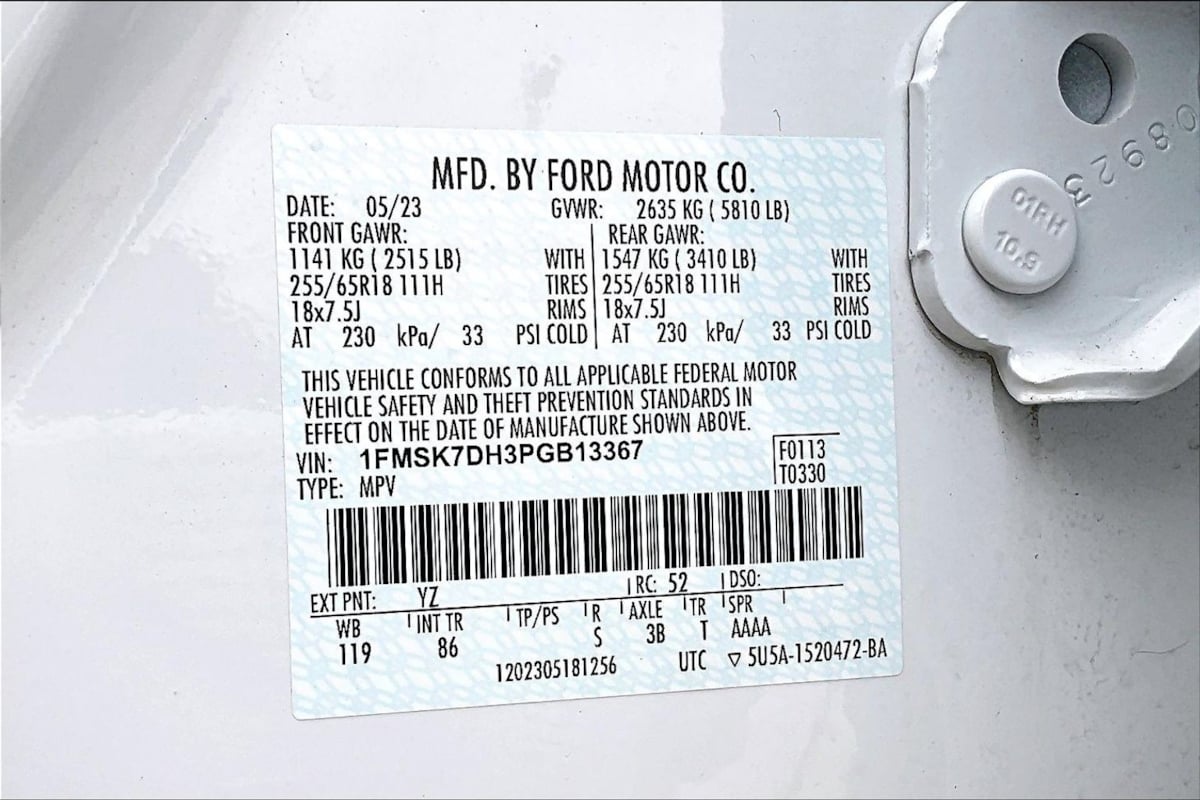 MFD. BY FORD MOTOR CO.
DATE: 05/23 GVWR: 2635 KG ( 5810 LB)
FRONT GAWR: REAR GAWR:
1141 KG ( 2515 LB) WITH 1547 KG ( 3410 LB) WITH
255/65R18 111H TIRES 255/65R18 111H TIRES
18x7.5J RIMS 18x7.5J RIMS
AT 230 kPa/ 33 PSI COLD AT 230 kPa/ 33 PSI COLD
THIS VEHICLE CONFORMS TO ALL APPLICABLE FEDERAL MOTOR
VEHICLE SAFETY AND THEFT PREVENTION STANDARDS IN
EFFECT ON THE DATE OF MANUFACTURE SHOWN ABOVE.
VIN: 1FMSK7DH3PGB13367 F0113
TYPE: MPV T0330
EXT PNT: YZ RC: 52 DSO:
WB INT TR TP/PS R AXLE TR SPR
119 86 S 3B T AAAA
1202305181256 UTC ▽ 5U5A-1520472-BA
08923
01RH
10.9